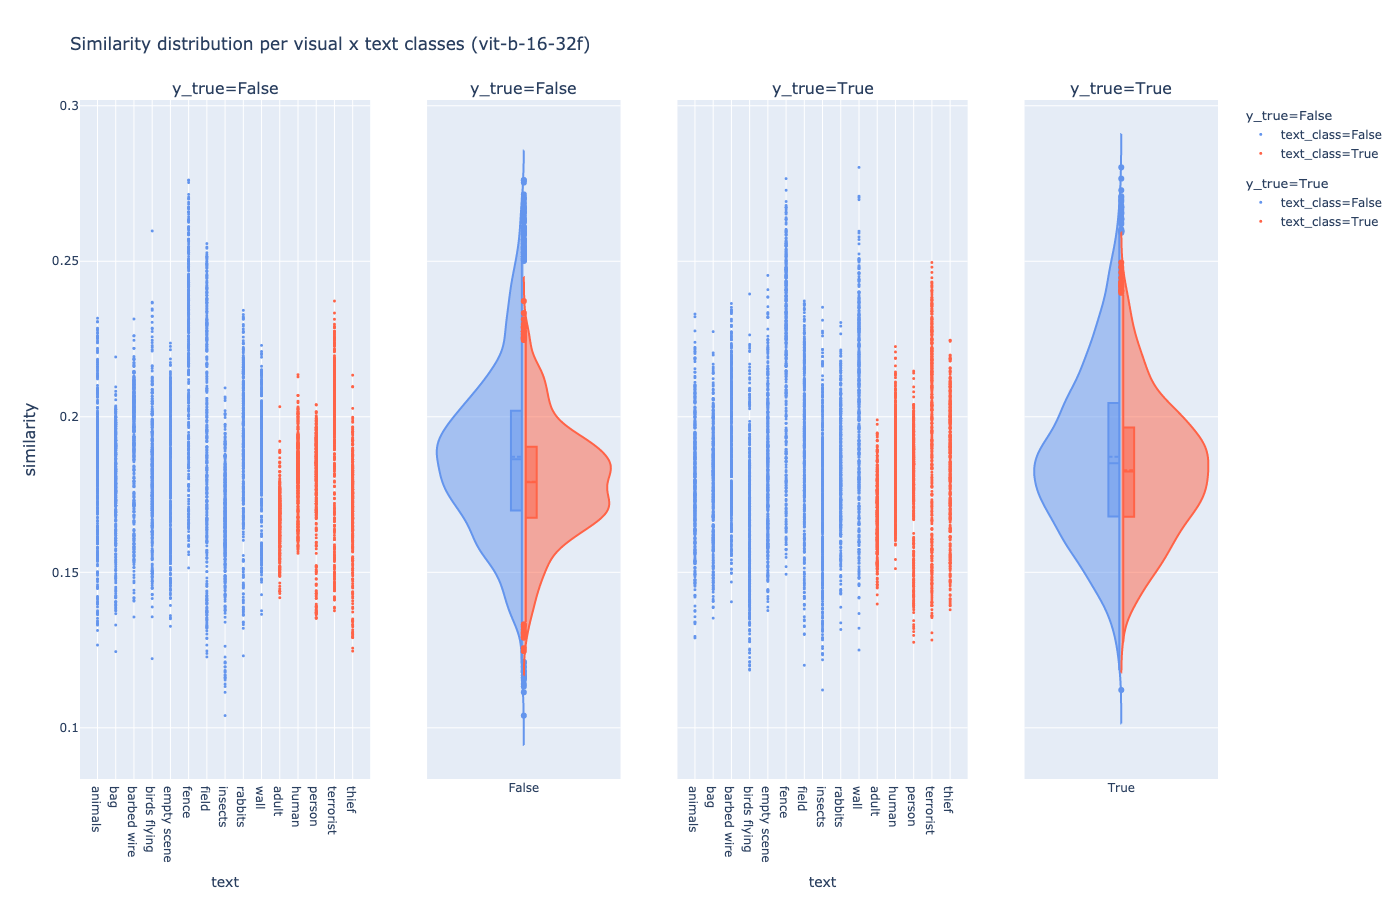 Similarity distribution per visual x text classes (vit-b-16-32f)
y_true=False
y_true=False
y_true=True
y_true=True
0.3
0.25
0.2
0.15
0.1
similarity
animals
bag
barbed wire
birds flying
empty scene
fence
field
insects
rabbits
wall
adult
human
person
terrorist
thief
text
False
animals
bag
barbed wire
birds flying
empty scene
fence
field
insects
rabbits
wall
adult
human
person
terrorist
thief
text
True
y_true=False
text_class=False
text_class=True
y_true=True
text_class=False
text_class=True